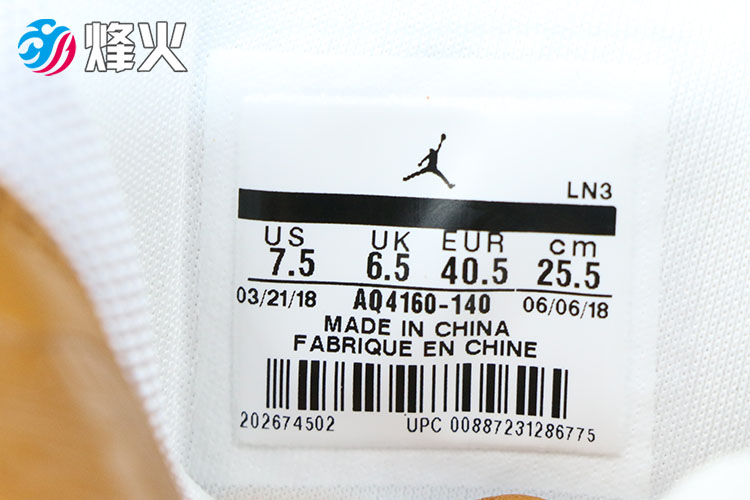 烽火
LN3
US UK EUR cm
7.5 6.5 40.5 25.5
03/21/18 AQ4160-140 06/06/18
MADE IN CHINA
FABRIQUE EN CHINE
202674502 UPC 00887231286775